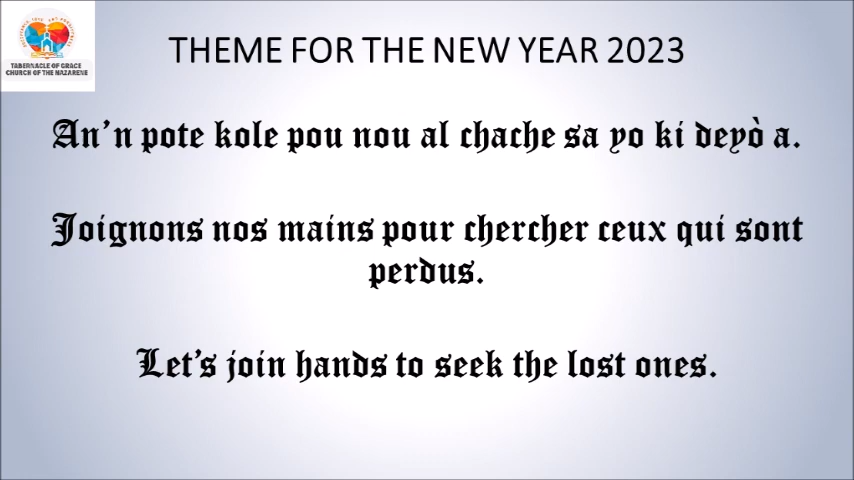 TABERNACLE OF GRACE
CHURCH OF THE NAZARENE
THEME FOR THE NEW YEAR 2023
An'n pote kole pou nou al chache sa yo ki deyò a.
Joignons nos mains pour chercher ceux qui sont
perdus.
Let's join hands to seek the lost ones.